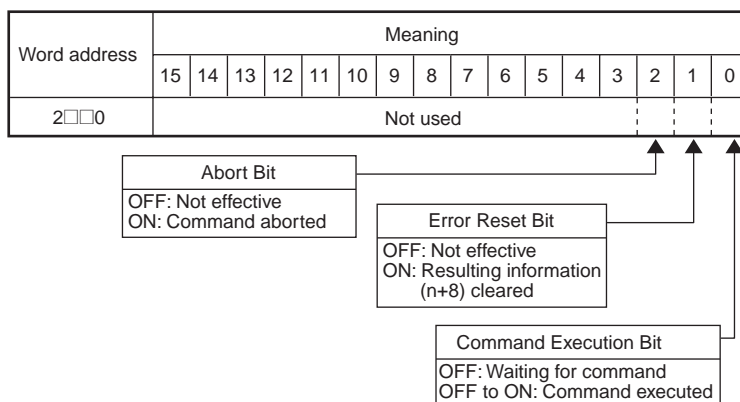 Word address
Meaning
15 14 13 12 11 10 9 8 7 6 5 4 3 2 1 0
2□□0
Not used
Abort Bit
OFF: Not effective
ON: Command aborted
Error Reset Bit
OFF: Not effective
ON: Resulting information
(n+8) cleared
Command Execution Bit
OFF: Waiting for command
OFF to ON: Command executed